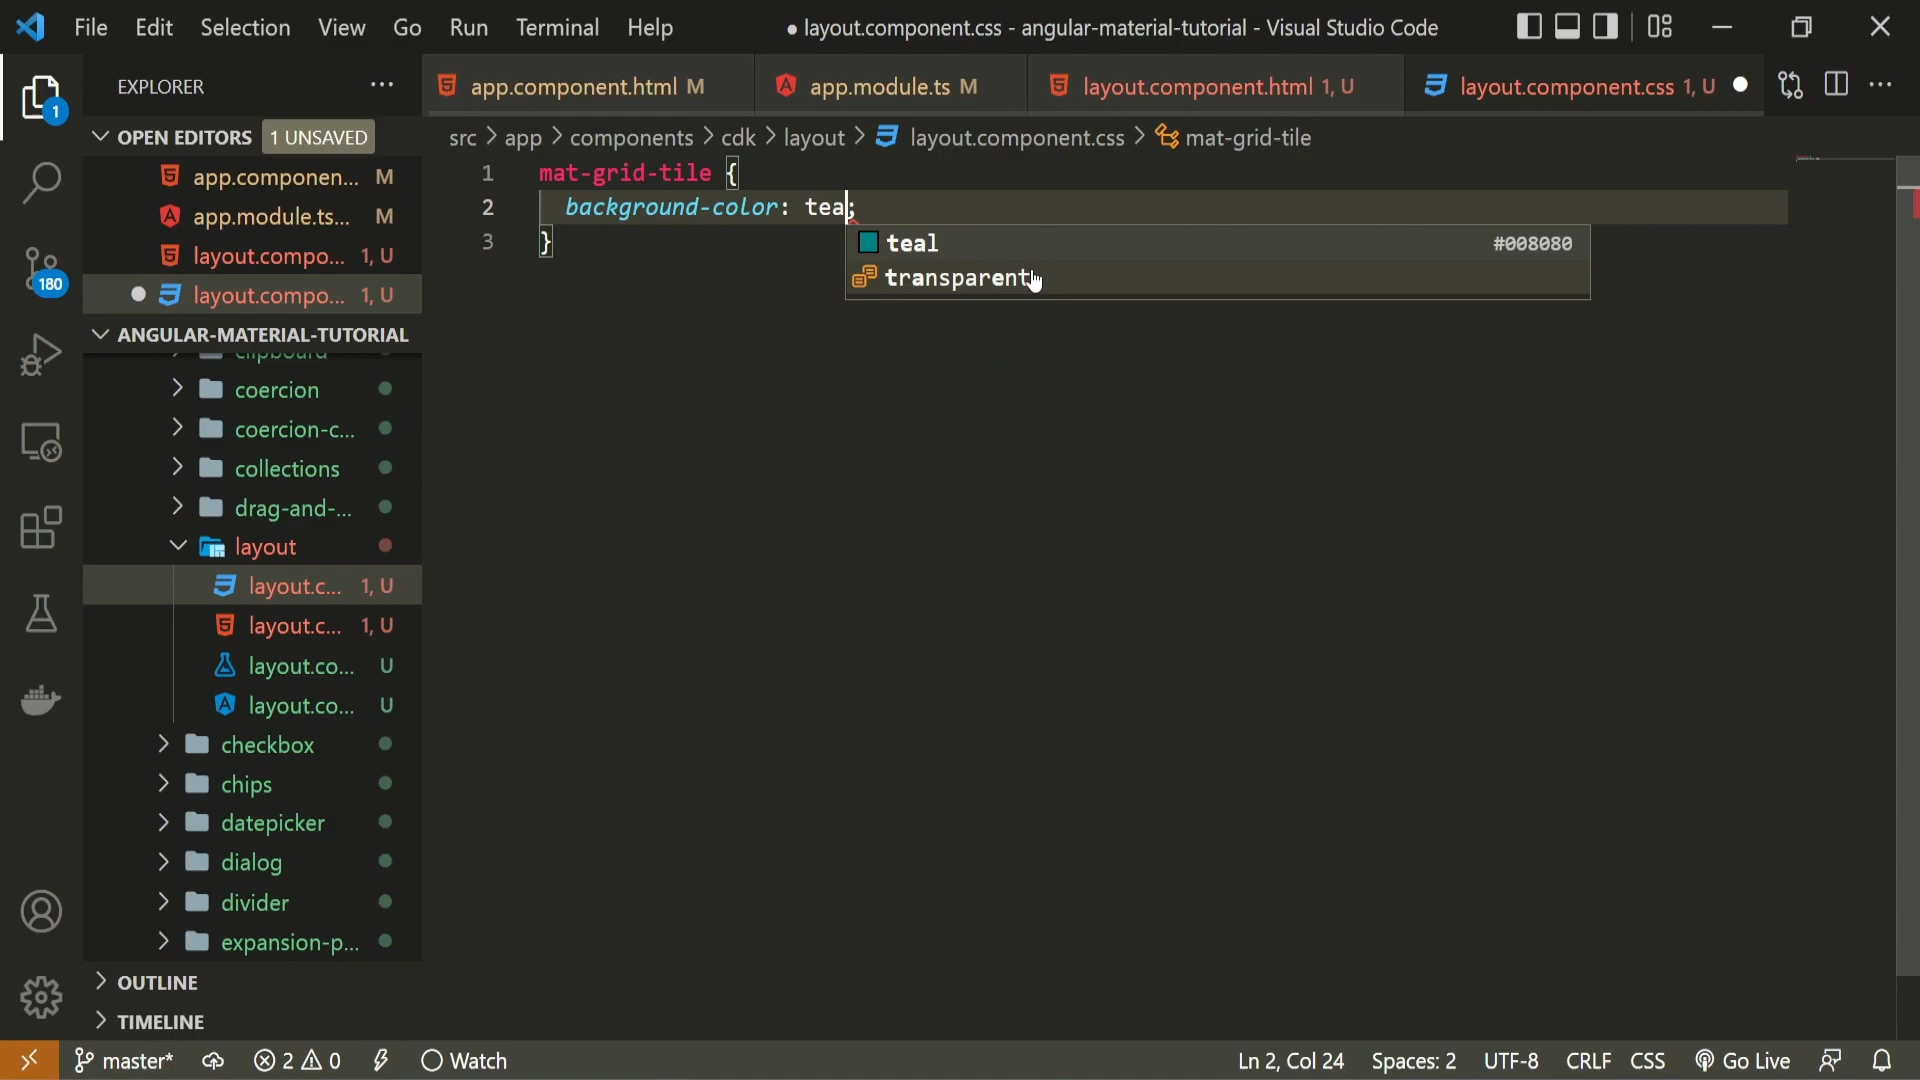 File Edit Selection View Go Run Terminal Help
● layout.component.css - angular-material-tutorial - Visual Studio Code
EXPLORER
app.component.html M
app.module.ts M
layout.component.html 1, U
layout.component.css 1, U
OPEN EDITORS 1 UNSAVED
src > app > components > cdk > layout > layout.component.css > mat-grid-tile
app.componen... M
app.module.ts... M
layout.compo... 1, U
layout.compo... 1, U
1 mat-grid-tile {
2 background-color: tea;
3 }
teal #008080
transparent
ANGULAR-MATERIAL-TUTORIAL
clipboard
coercion
coercion-c...
collections
drag-and-...
layout
layout.c... 1, U
layout.c... 1, U
layout.co... U
layout.co... U
checkbox
chips
datepicker
dialog
divider
expansion-p...
OUTLINE
TIMELINE
1
180
master* 2 0 Watch
Ln 2, Col 24 Spaces: 2 UTF-8 CRLF CSS Go Live